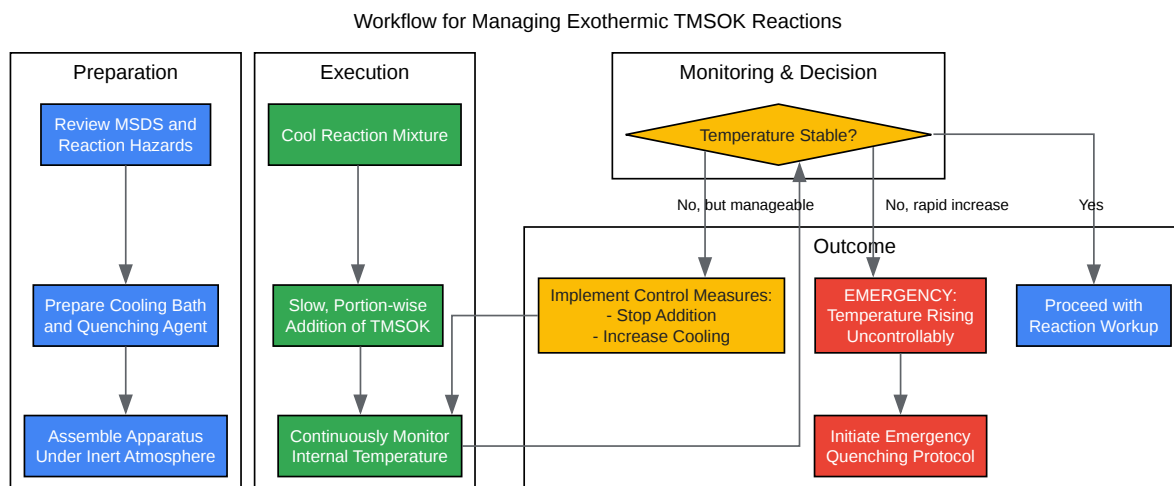 Workflow for Managing Exothermic TMSOK Reactions
Preparation
Review MSDS and
Reaction Hazards
Prepare Cooling Bath
and Quenching Agent
Assemble Apparatus
Under Inert Atmosphere
Execution
Cool Reaction Mixture
Slow, Portion-wise
Addition of TMSOK
Continuously Monitor
Internal Temperature
Monitoring & Decision
Temperature Stable?
No, but manageable
No, rapid increase
Yes
Outcome
Implement Control Measures:
- Stop Addition
- Increase Cooling
EMERGENCY:
Temperature Rising
Uncontrollably
Initiate Emergency
Quenching Protocol
Proceed with
Reaction Workup